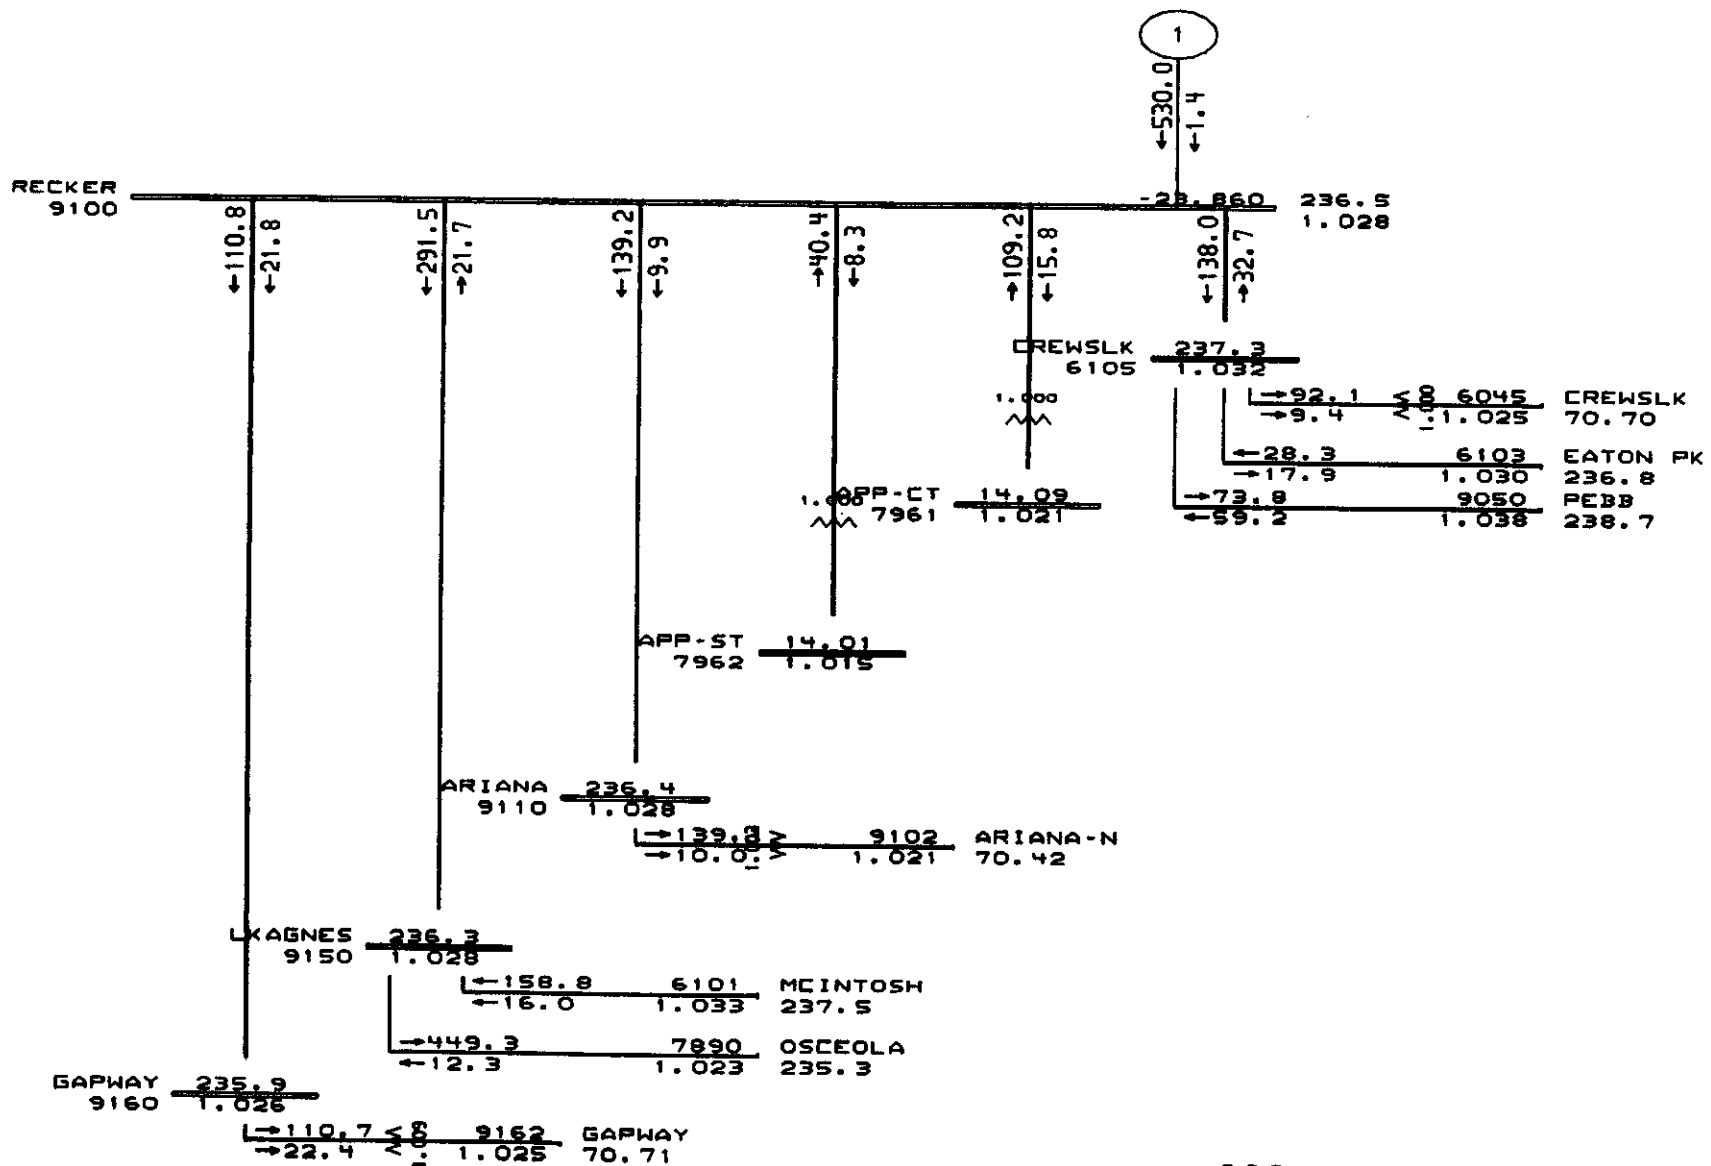 1
←530.0
←1.4
RECKER
9100
-23.860 236.5
1.028
←110.8
←21.8
←291.5
→21.7
←139.2
←9.9
→40.4
←8.3
→109.2
←15.8
←138.0
→32.7
CREWSLK 237.3
6105 1.032
1.000
→92.1 6045 CREWSLK
→9.4 1.000 1.025 70.70
←28.3 6103 EATON PK
→17.9 1.030 236.8
→73.8 9050 PEBB
←59.2 1.038 238.7
1.000
APP-CT 14.09
7961 1.021
APP-ST 14.01
7962 1.015
ARIANA 236.4
9110 1.028
→139.2 9102 ARIANA-N
→10.0 1.021 70.42
LKAGNES 236.3
9150 1.028
←158.8 6101 MCINTOSH
←16.0 1.033 237.5
→449.3 7890 OSCEOLA
←12.3 1.023 235.3
GAPWAY 235.9
9160 1.026
→110.7 9162 GAPWAY
→22.4 1.025 70.71